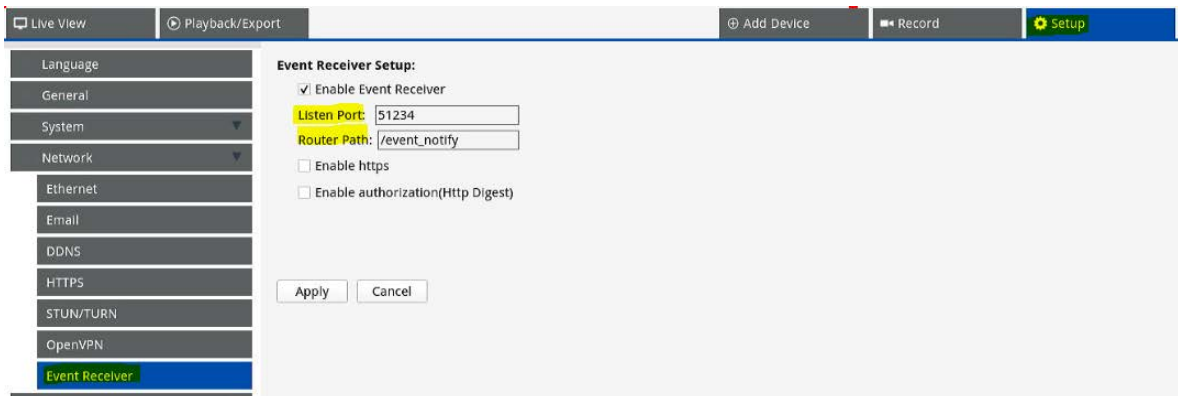 Live View Playback/Export Add Device Record Setup
Language
General
System
Network
Ethernet
Email
DDNS
HTTPS
STUN/TURN
OpenVPN
Event Receiver
Event Receiver Setup:
Enable Event Receiver
Listen Port: 51234
Router Path: /event_notify
Enable https
Enable authorization(Http Digest)
Apply Cancel